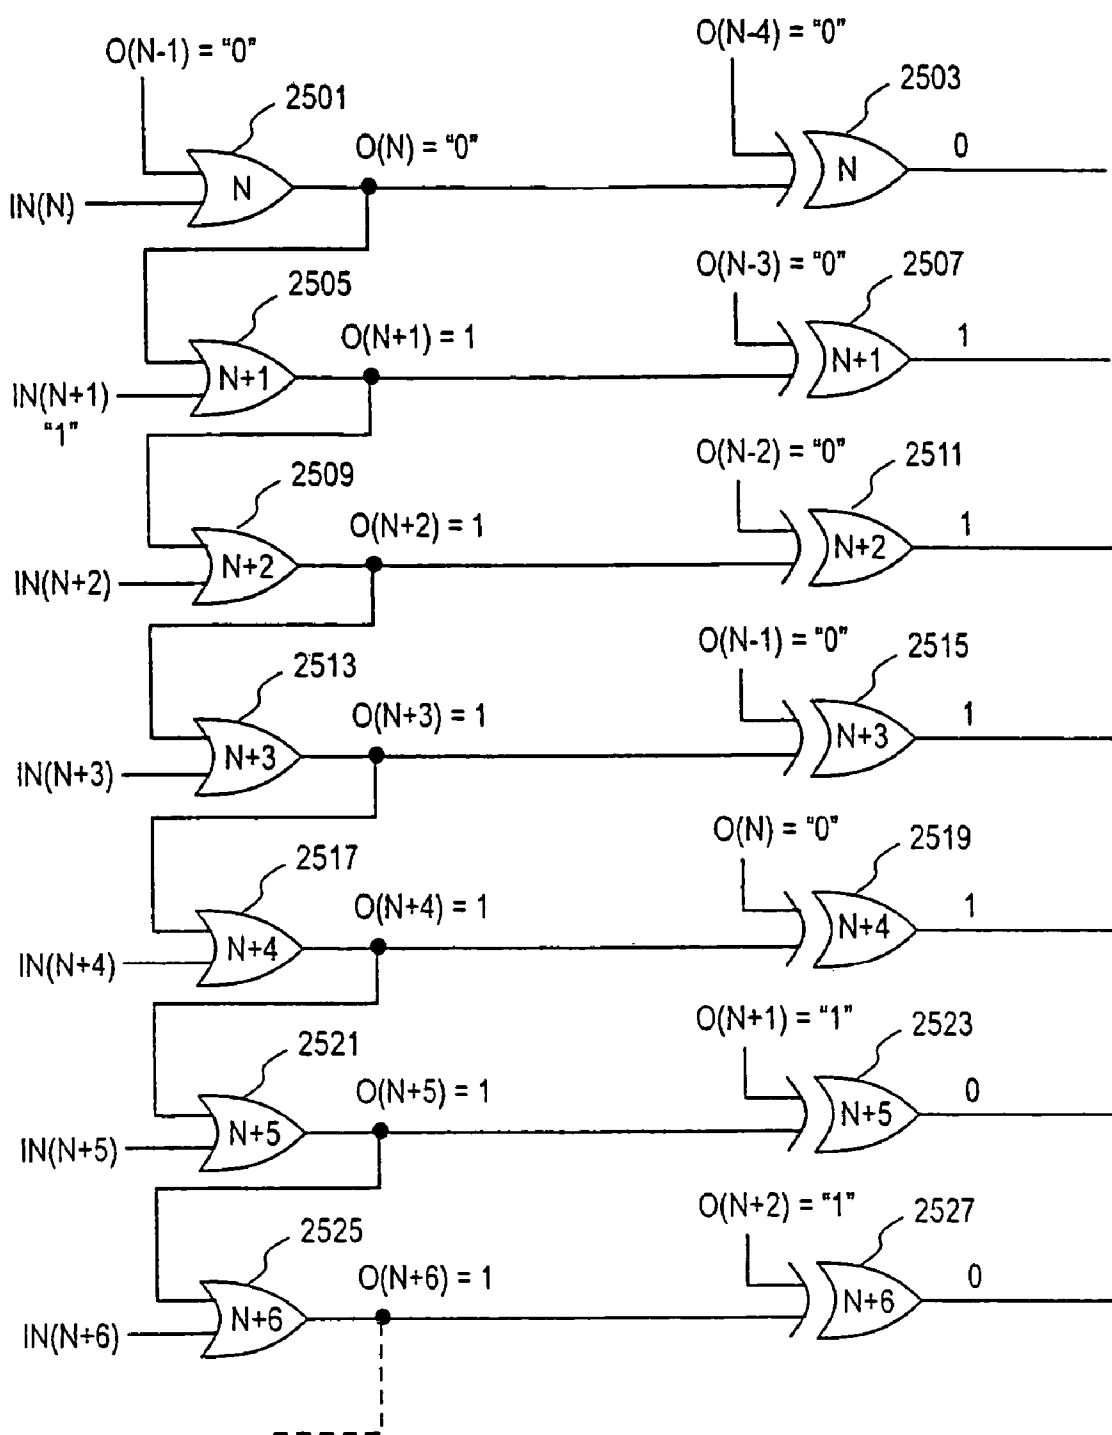 O(N-1) = "0"
O(N-4) = "0"
2501
2503
O(N) = "0"
0
N
N
IN(N)
O(N-3) = "0"
2507
2505
O(N+1) = 1
1
N+1
N+1
IN(N+1)
"1"
O(N-2) = "0"
2511
2509
O(N+2) = 1
1
N+2
N+2
IN(N+2)
O(N-1) = "0"
2515
2513
O(N+3) = 1
1
N+3
N+3
IN(N+3)
O(N) = "0"
2519
2517
O(N+4) = 1
1
N+4
N+4
IN(N+4)
O(N+1) = "1"
2523
2521
O(N+5) = 1
0
N+5
N+5
IN(N+5)
O(N+2) = "1"
2527
2525
O(N+6) = 1
0
N+6
N+6
IN(N+6)